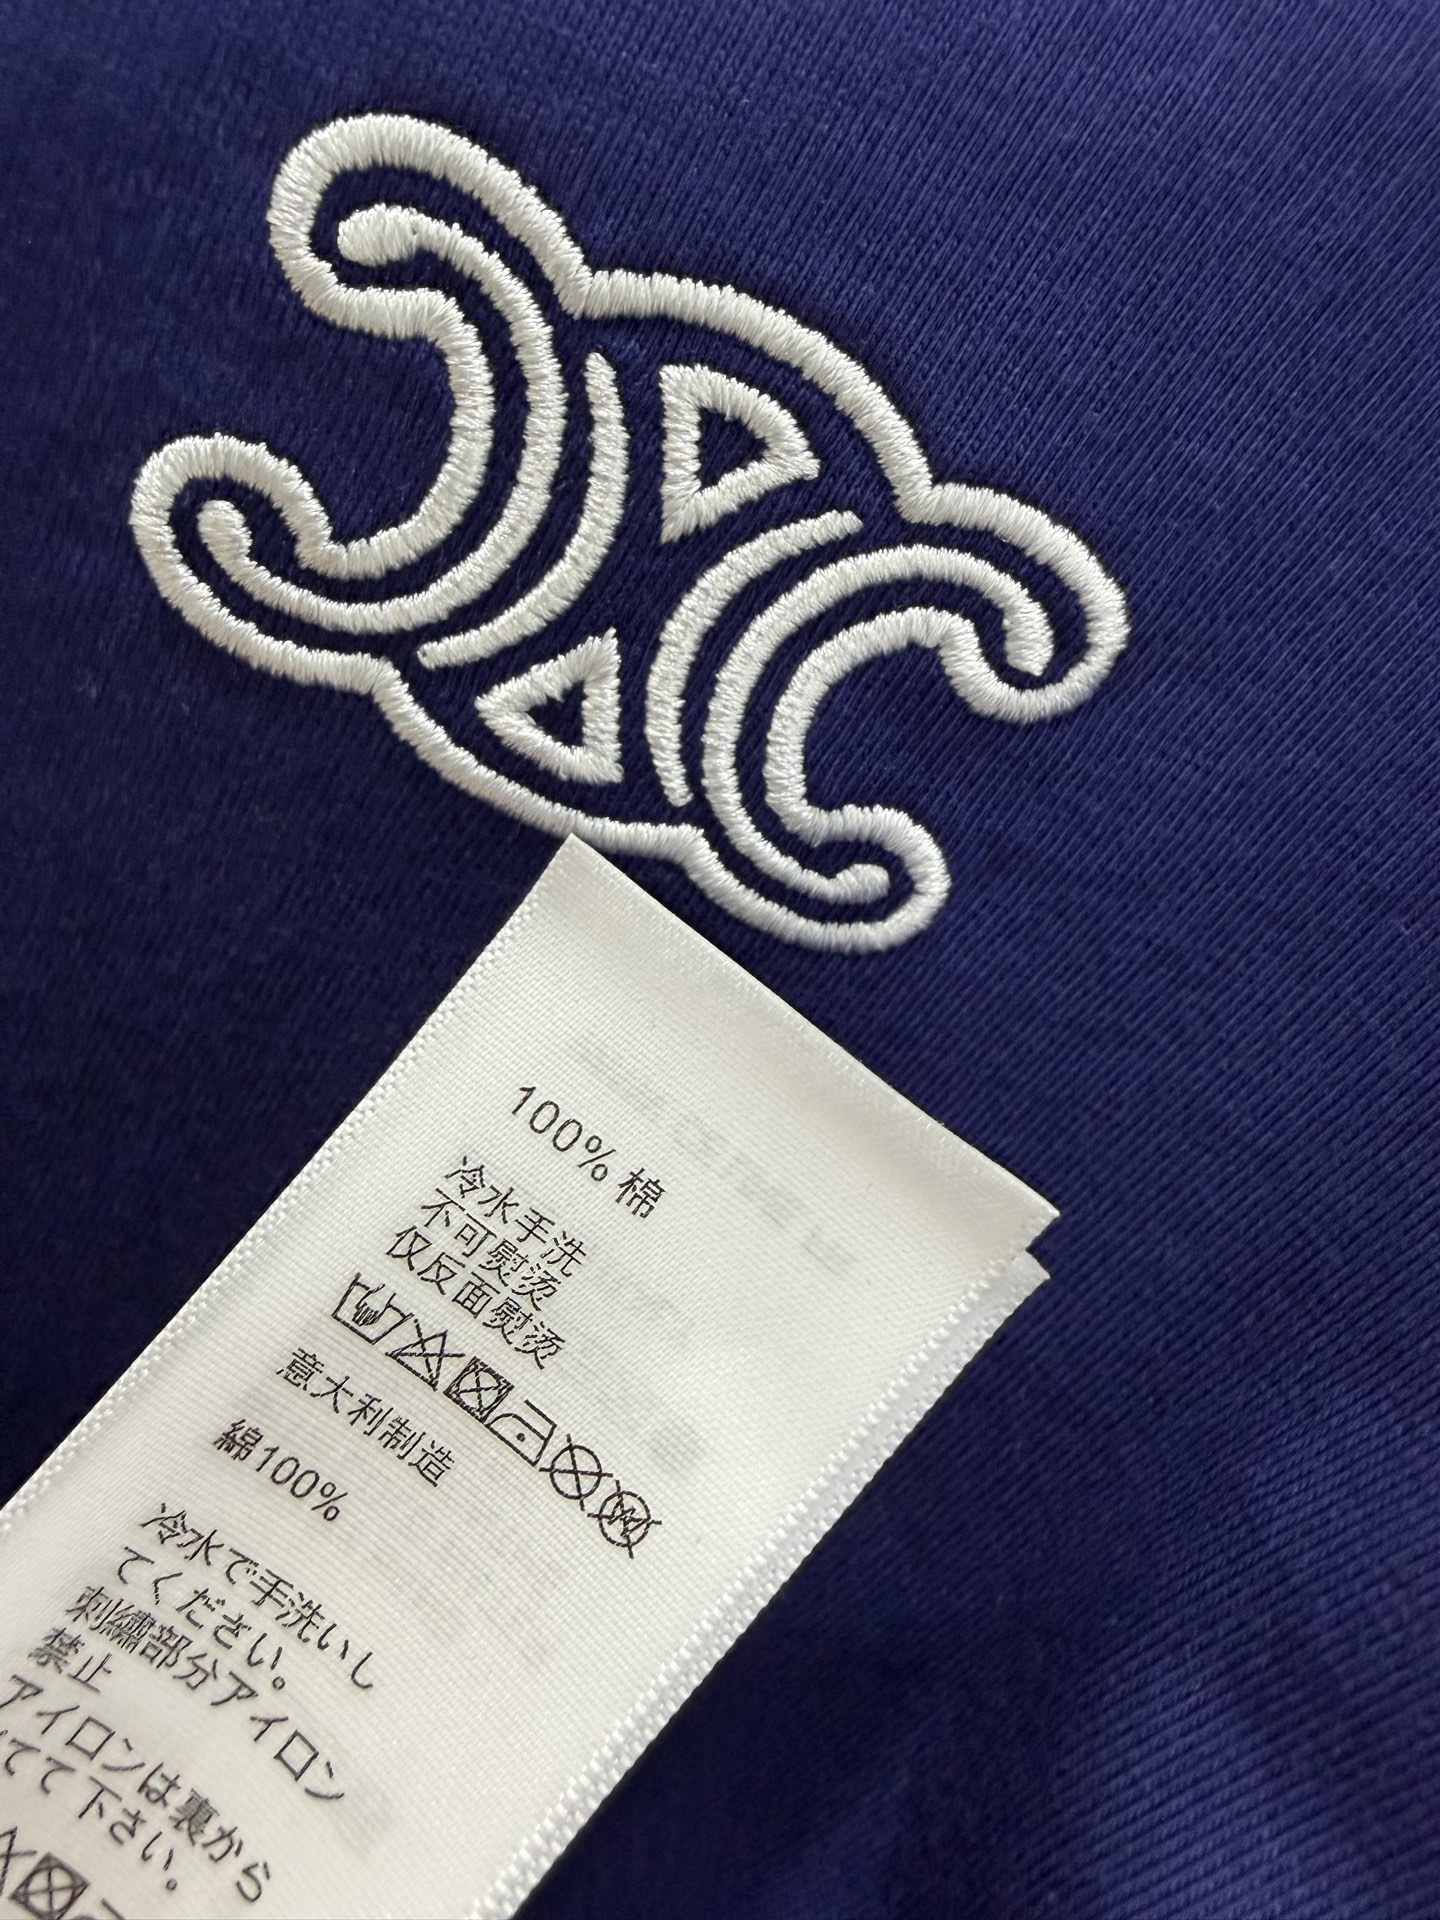 100% 棉
冷水手洗
不可熨烫
仅反面熨烫
意大利制造
綿100%
冷水で手洗いし
てください。
刺繍部分アイロン
禁止
アイロンは裏から
てて下さい。